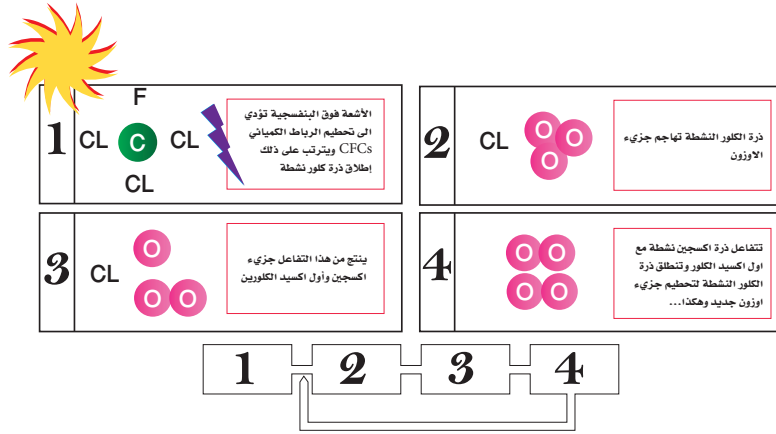 1
F
CL
C
CL
CL
الأشعة فوق البنفسجية تؤدي
الى تحطيم الرباط الكميائي
CFCs ويترتب على ذلك
إطلاق ذرة كلور نشطة
2
CL
O
O
O
ذرة الكلور النشطة تهاجم جزيء
الاوزون
3
CL
O
O
O
ينتج من هذا التفاعل جزيء
اكسجين وأول اكسيد الكلورين
4
O
O
O
O
تتفاعل ذرة اكسجين نشطة مع
اول اكسيد الكلور وتنطلق ذرة
الكلور النشطة لتحطيم جزيء
اوزون جديد وهكذا...
1 2 3 4